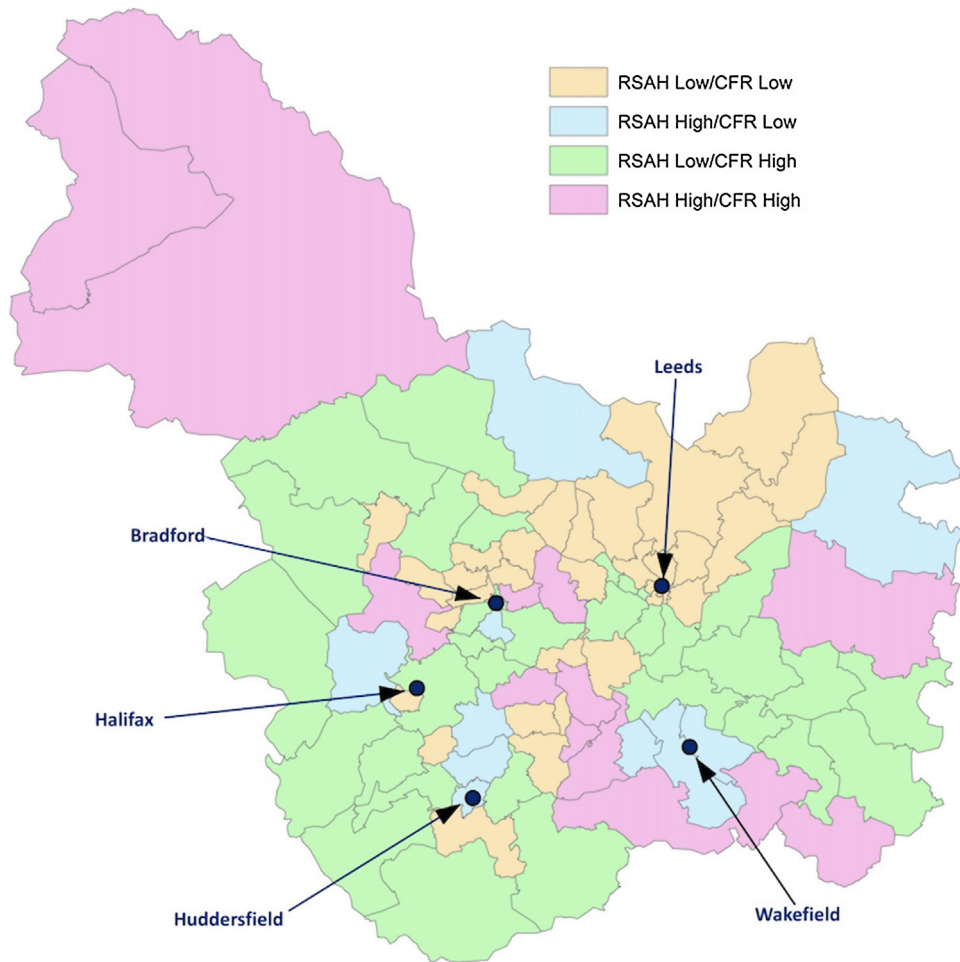 RSAH Low/CFR Low
RSAH High/CFR Low
RSAH Low/CFR High
RSAH High/CFR High
Leeds
Bradford
Halifax
Huddersfield
Wakefield